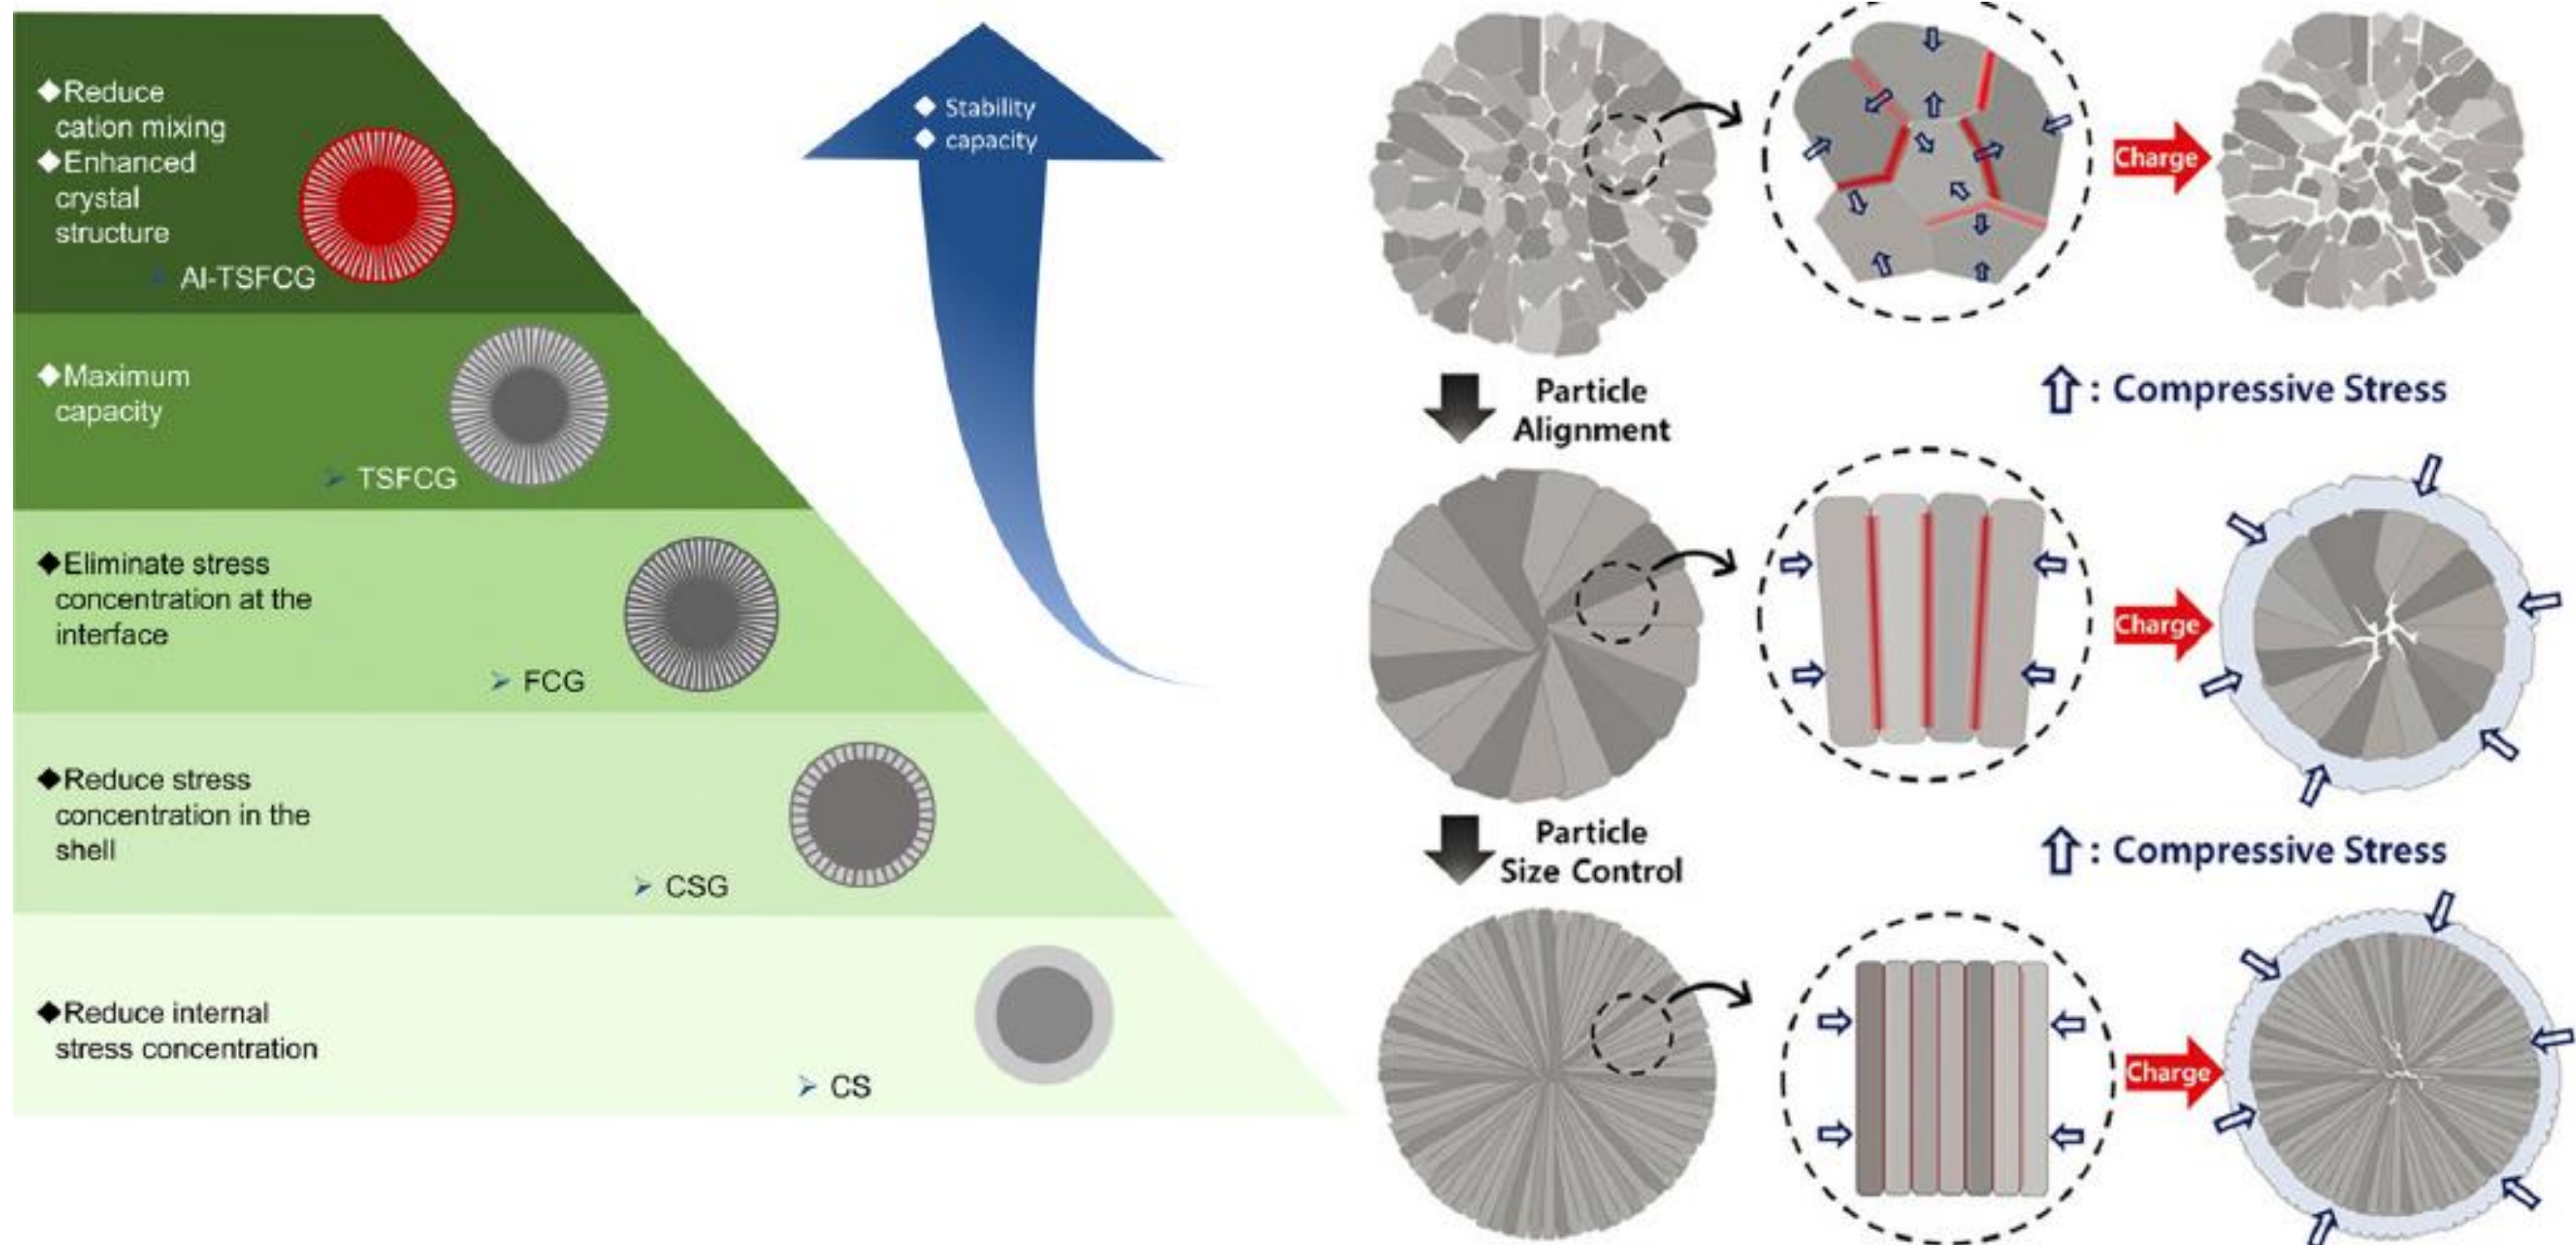 ◆Reduce
cation mixing
◆Enhanced
crystal
structure
➢ Al-TSFCG
◆Maximum
capacity
➢ TSFCG
◆Eliminate stress
concentration at the
interface
➢ FCG
◆Reduce stress
concentration in the
shell
➢ CSG
◆Reduce internal
stress concentration
➢ CS
◆ Stability
◆ capacity
Charge
Particle
Alignment
⇧: Compressive Stress
Charge
Particle
Size Control
⇧: Compressive Stress
Charge